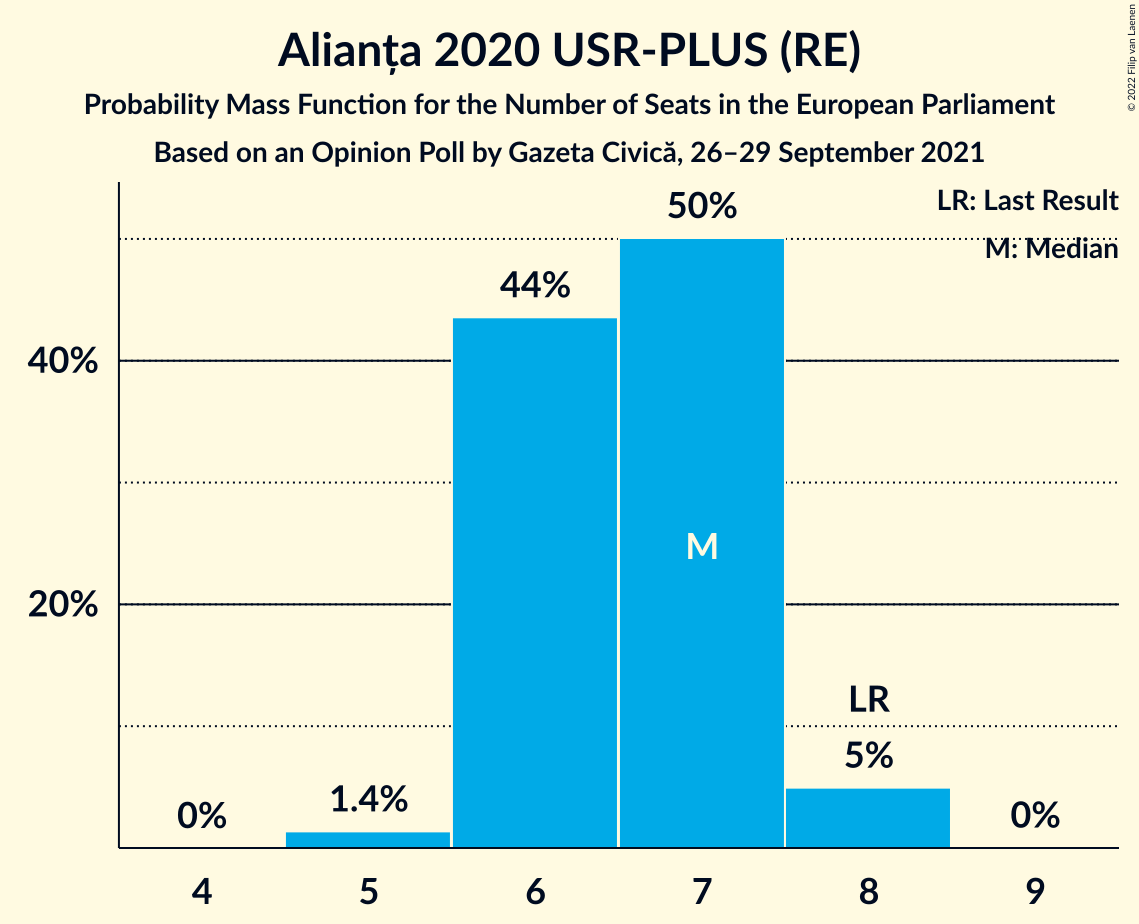 Alianța 2020 USR-PLUS (RE)
Probability Mass Function for the Number of Seats in the European Parliament
Based on an Opinion Poll by Gazeta Civică, 26–29 September 2021
© 2022 Filip van Laenen
LR: Last Result
M: Median
50%
44%
40%
M
20%
LR
5%
1.4%
0%
0%
4 5 6 7 8 9